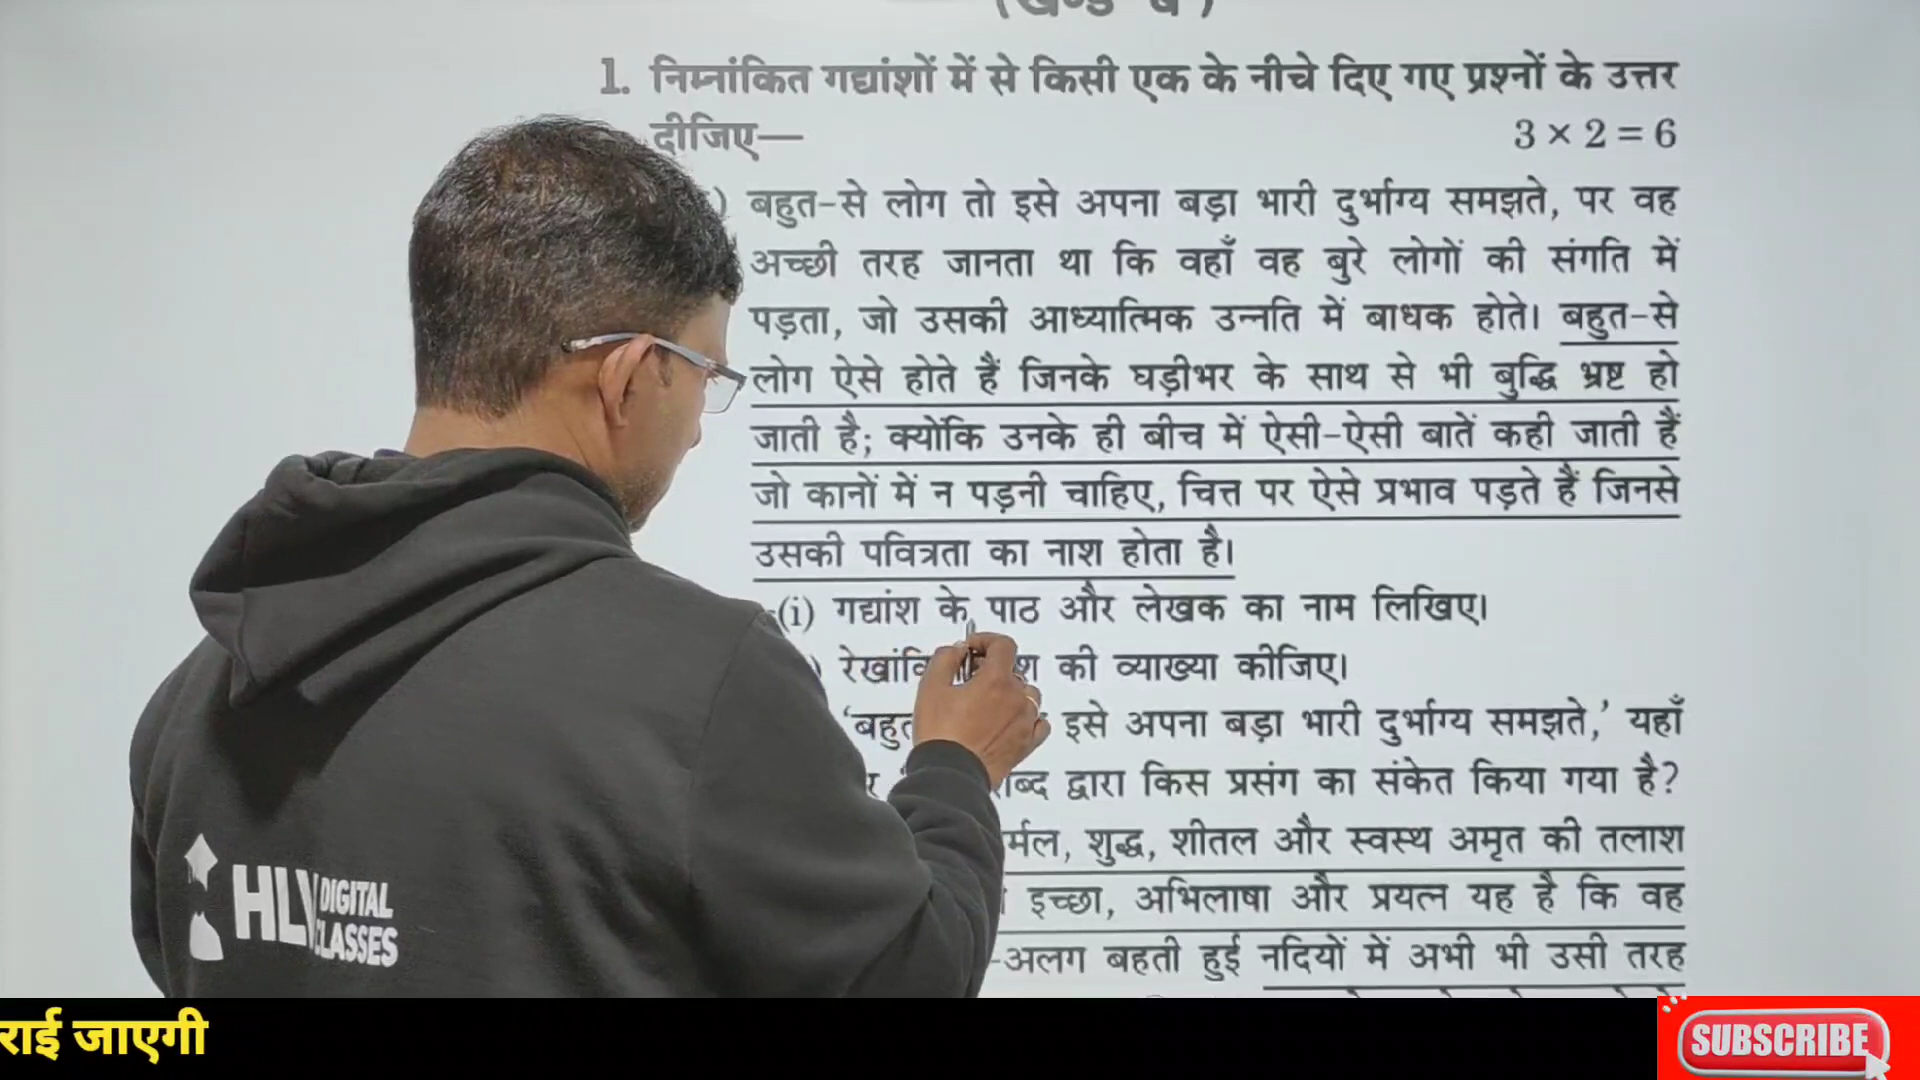 1. निम्नांकित गद्यांशों में से किसी एक के नीचे दिए गए प्रश्नों के उत्तर
दीजिए— 3 × 2 = 6
) बहुत-से लोग तो इसे अपना बड़ा भारी दुर्भाग्य समझते, पर वह
अच्छी तरह जानता था कि वहाँ वह बुरे लोगों की संगति में
पड़ता, जो उसकी आध्यात्मिक उन्नति में बाधक होते। बहुत-से
लोग ऐसे होते हैं जिनके घड़ीभर के साथ से भी बुद्धि भ्रष्ट हो
जाती है; क्योंकि उनके ही बीच में ऐसी-ऐसी बातें कही जाती हैं
जो कानों में न पड़नी चाहिए, चित्त पर ऐसे प्रभाव पड़ते हैं जिनसे
उसकी पवित्रता का नाश होता है।
(i) गद्यांश के पाठ और लेखक का नाम लिखिए।
) की व्याख्या कीजिए।
इसे अपना बड़ा भारी दुर्भाग्य समझते,’ यहाँ
द्वारा किस प्रसंग का संकेत किया गया है?
शुद्ध, शीतल और स्वस्थ अमृत की तलाश
इच्छा, अभिलाषा और प्रयत्न यह है कि वह
-अलग बहती हुई नदियों में अभी भी उसी तरह
HLV DIGITAL
CLASSES
राई जाएगी
SUBSCRIBE